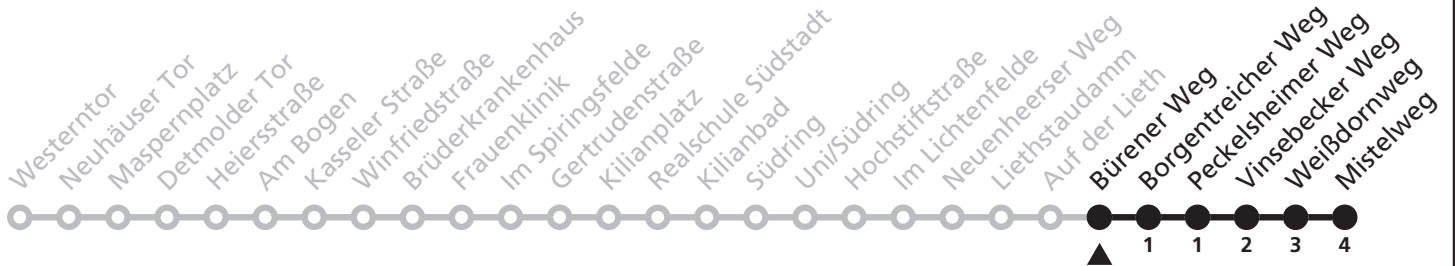 Westerntor
Neuhäuser Tor
Maspernplatz
Detmolder Tor
Heiersstraße
Am Bogen
Kasseler Straße
Winfriedstraße
Brüderkrankenhaus
Frauenklinik
Im Spiringsfelde
Gertrudenstraße
Kilianplatz
Realschule Südstadt
Kilianbad
Südring
Uni/Südring
Hochstiftstraße
Im Lichtenfelde
Neuenheerser Weg
Liethstaudamm
Auf der Lieth
Bürener Weg
Borgentreicher Weg
Peckelsheimer Weg
Vinsebecker Weg
Weißdornweg
Mistelweg
1 1 2 3 4